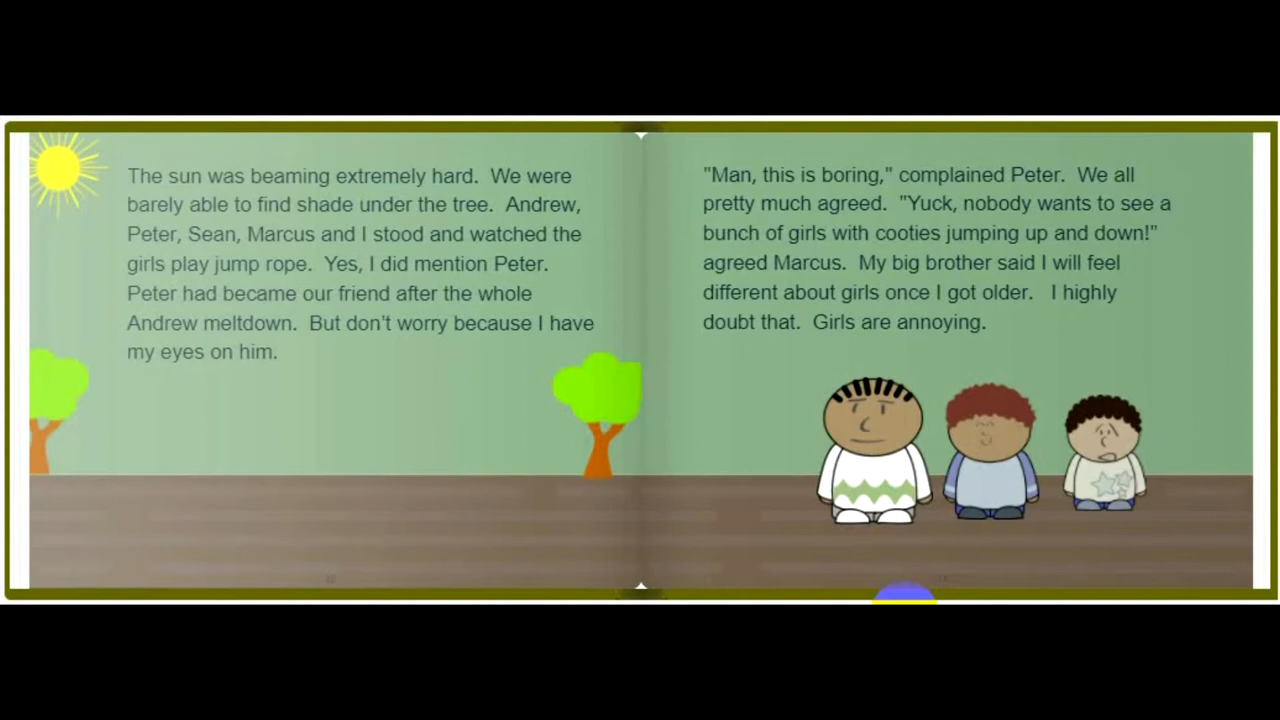 The sun was beaming extremely hard.  We were
barely able to find shade under the tree.  Andrew,
Peter, Sean, Marcus and I stood and watched the
girls play jump rope.  Yes, I did mention Peter.
Peter had became our friend after the whole
Andrew meltdown.  But don't worry because I have
my eyes on him.
"Man, this is boring," complained Peter.  We all
pretty much agreed.  "Yuck, nobody wants to see a
bunch of girls with cooties jumping up and down!"
agreed Marcus.  My big brother said I will feel
different about girls once I got older.   I highly
doubt that.  Girls are annoying.